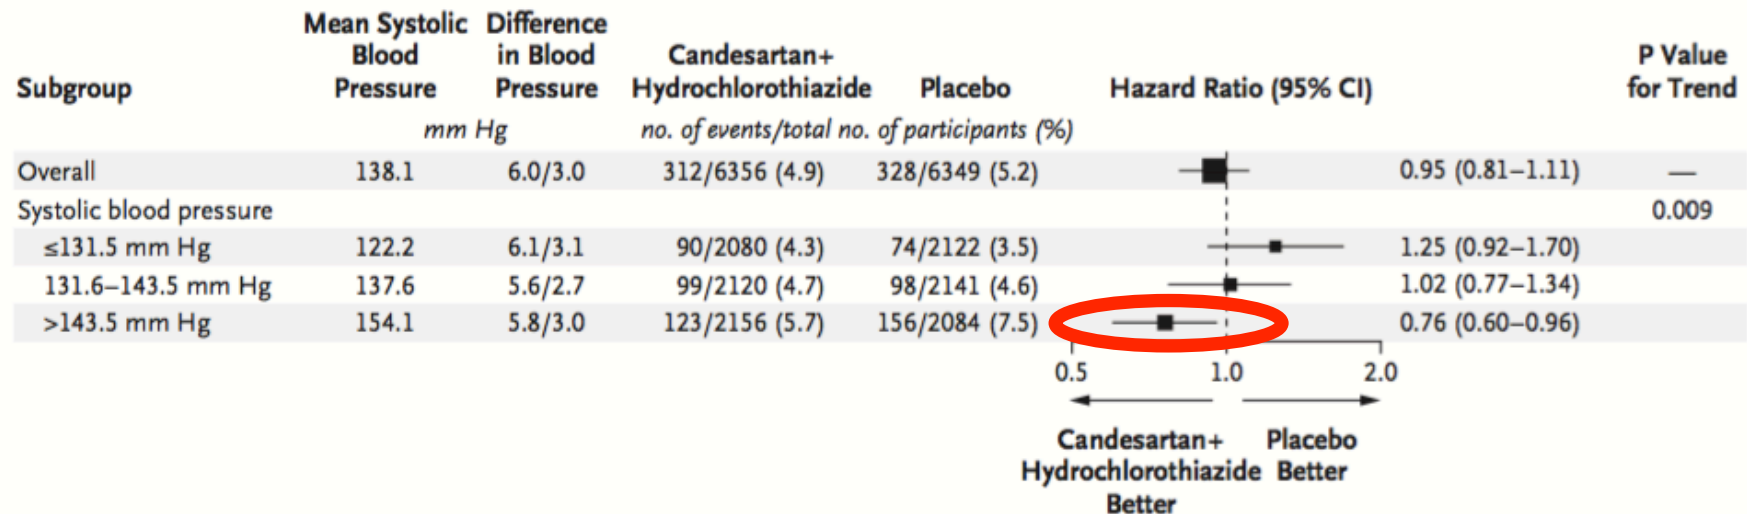 Mean Systolic Difference
Blood in Blood Candesartan+ P Value
Subgroup Pressure Pressure Hydrochlorothiazide Placebo Hazard Ratio (95% CI) for Trend
mm Hg no. of events/total no. of participants (%)
Overall 138.1 6.0/3.0 312/6356 (4.9) 328/6349 (5.2) 0.95 (0.81–1.11) —
Systolic blood pressure 0.009
≤131.5 mm Hg 122.2 6.1/3.1 90/2080 (4.3) 74/2122 (3.5) 1.25 (0.92–1.70)
131.6–143.5 mm Hg 137.6 5.6/2.7 99/2120 (4.7) 98/2141 (4.6) 1.02 (0.77–1.34)
>143.5 mm Hg 154.1 5.8/3.0 123/2156 (5.7) 156/2084 (7.5) 0.76 (0.60–0.96)
0.5 1.0 2.0
Candesartan+ Placebo
Hydrochlorothiazide Better
Better